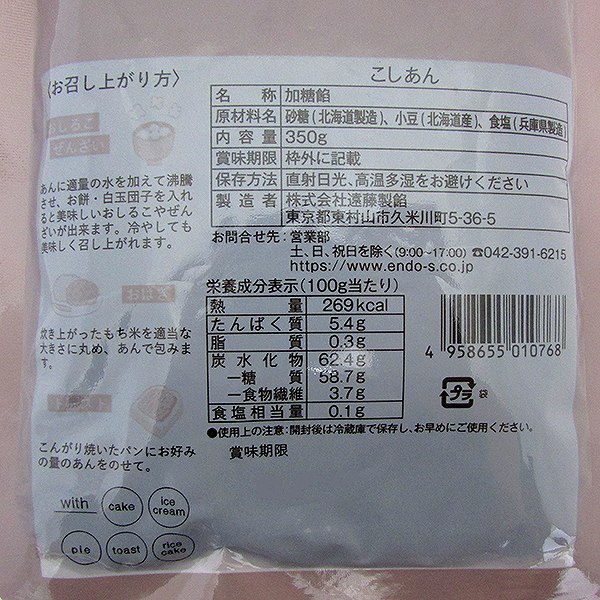 〈お召し上がり方〉
おしるこ
ぜんざい
あんに適量の水を加えて沸騰
させ、お餅・白玉団子を入れ
ると美味しいおしるこやぜん
ざいが出来ます。冷やしても
美味しく召し上がれます。
おはぎ
炊き上がったもち米を適当な
大きさに丸め、あんで包みま
す。
トースト
こんがり焼いたパンにお好み
の量のあんをのせて。
with cake ice cream
pie toast rice cake
こしあん
名 称 加糖餡
原材料名 砂糖(北海道製造)、小豆(北海道産)、食塩(兵庫県製造)
内容量 350g
賞味期限 枠外に記載
保存方法 直射日光、高温多湿をお避けください
製造者 株式会社遠藤製餡
東京都東村山市久米川町5-36-5
お問合せ先:営業部
土、日、祝日を除く(9:00~17:00) ☎042-391-6215
https://www.endo-s.co.jp
栄養成分表示(100g当たり)
熱量 269kcal
たんぱく質 5.4g
脂質 0.3g
炭水化物 62.4g
―糖質 58.7g
―食物繊維 3.7g
食塩相当量 0.1g
4 958655 010768
プラ 袋
●使用上の注意:開封後は冷蔵庫で保存し、お早めにご使用ください。
賞味期限